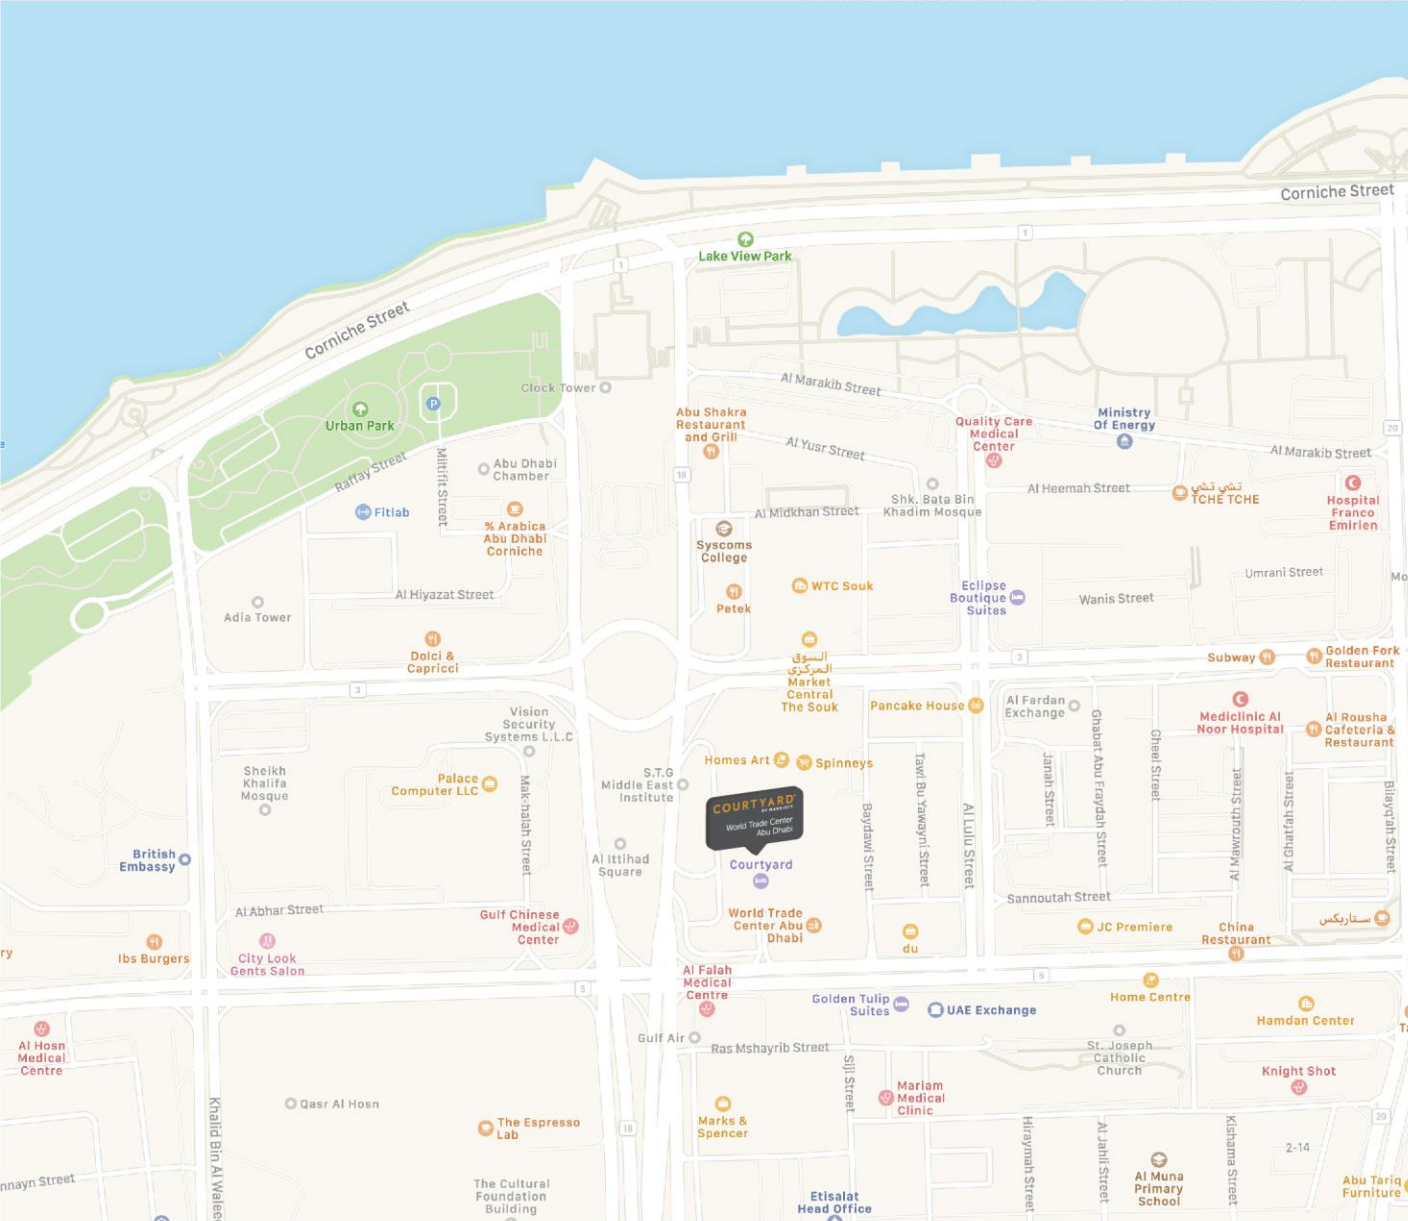 Corniche Street
1
Lake View Park
1
Corniche Street
Clock Tower
Al Marakib Street
P
Urban Park
Abu Shakra
Restaurant
and Grill
Quality Care
Medical
Center
Ministry
Of Energy
20
Al Yusr Street
Al Marakib Street
Raffay Street
Miltifit Street
Abu Dhabi
Chamber
18
Al Heemah Street
تشي تشي
TCHE TCHE
Hospital
Franco
Emirien
Shk. Bata Bin
Khadim Mosque
Fitlab
% Arabica
Abu Dhabi
Corniche
Al Midkhan Street
Syscoms
College
Umrani Street
Mo
Al Hiyazat Street
Adia Tower
Petek
WTC Souk
Eclipse
Boutique
Suites
Wanis Street
Dolci &
Capricci
السوق
المركزي
Market
Central
The Souk
3
Subway
Golden Fork
Restaurant
3
Vision
Security
Systems L.L.C
Pancake House
Al Fardan
Exchange
Mediclinic Al
Noor Hospital
Al Rousha
Cafeteria &
Restaurant
Ghabat Abu Fraydah Street
Gheel Street
Janah Street
Sheikh
Khalifa
Mosque
Palace
Computer LLC
Mak-halah Street
S.T.G
Middle East
Institute
Homes Art
Spinneys
Tawi Bu Yawayni Street
Baydawi Street
Al Lulu Street
Al Mawrouth Street
Al Ghatfah Street
Bilayq'ah Street
COURTYARD®
BY MARRIOTT
World Trade Center
Abu Dhabi
British
Embassy
Al Ittihad
Square
Courtyard
Al Abhar Street
Gulf Chinese
Medical
Center
World Trade
Center Abu
Dhabi
Sannoutah Street
JC Premiere
China
Restaurant
ستاربكس
ry
Ibs Burgers
City Look
Gents Salon
du
5
Al Falah
Medical
Centre
5
Home Centre
Golden Tulip
Suites
UAE Exchange
Hamdan Center
Ta
Al Hosn
Medical
Centre
Gulf Air
Ras Mshayrib Street
St. Joseph
Catholic
Church
Knight Shot
Siji Street
Mariam
Medical
Clinic
Khalid Bin Al Walee
Qasr Al Hosn
The Espresso
Lab
18
Marks &
Spencer
Hiraymah Street
Al Jahli Street
Kishama Street
20
2-14
nnayn Street
The Cultural
Foundation
Building
Al Muna
Primary
School
Abu Tariq
Furniture
Etisalat
Head Office